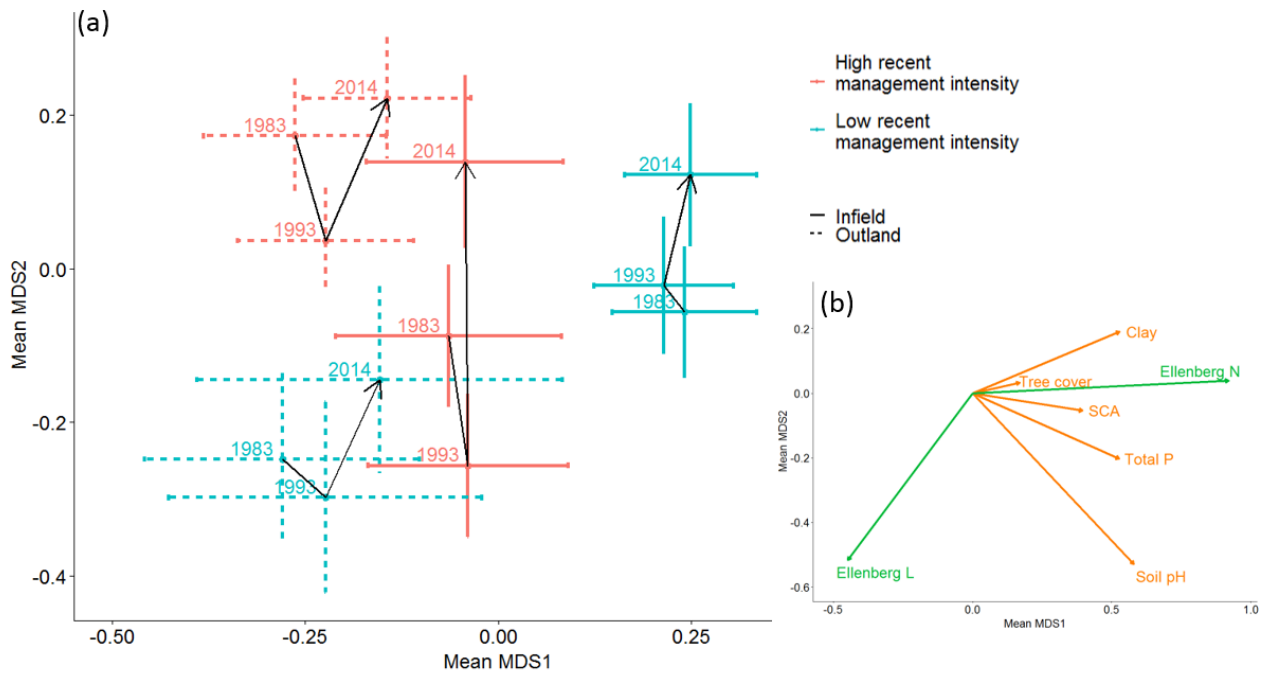 (a)
0.2
0.0
-0.2
-0.4
Mean MDS2
-0.50
-0.25
0.00
0.25
Mean MDS1
2014
1983
1993
2014
1983
1993
2014
1993
1983
2014
1983
1993
High recent
management intensity
Low recent
management intensity
Infield
Outland
(b)
0.2
0.0
-0.2
-0.4
-0.6
Mean MDS2
-0.5
0.0
0.5
1.0
Mean MDS1
Clay
Ellenberg N
Tree cover
SCA
Total P
Ellenberg L
Soil pH